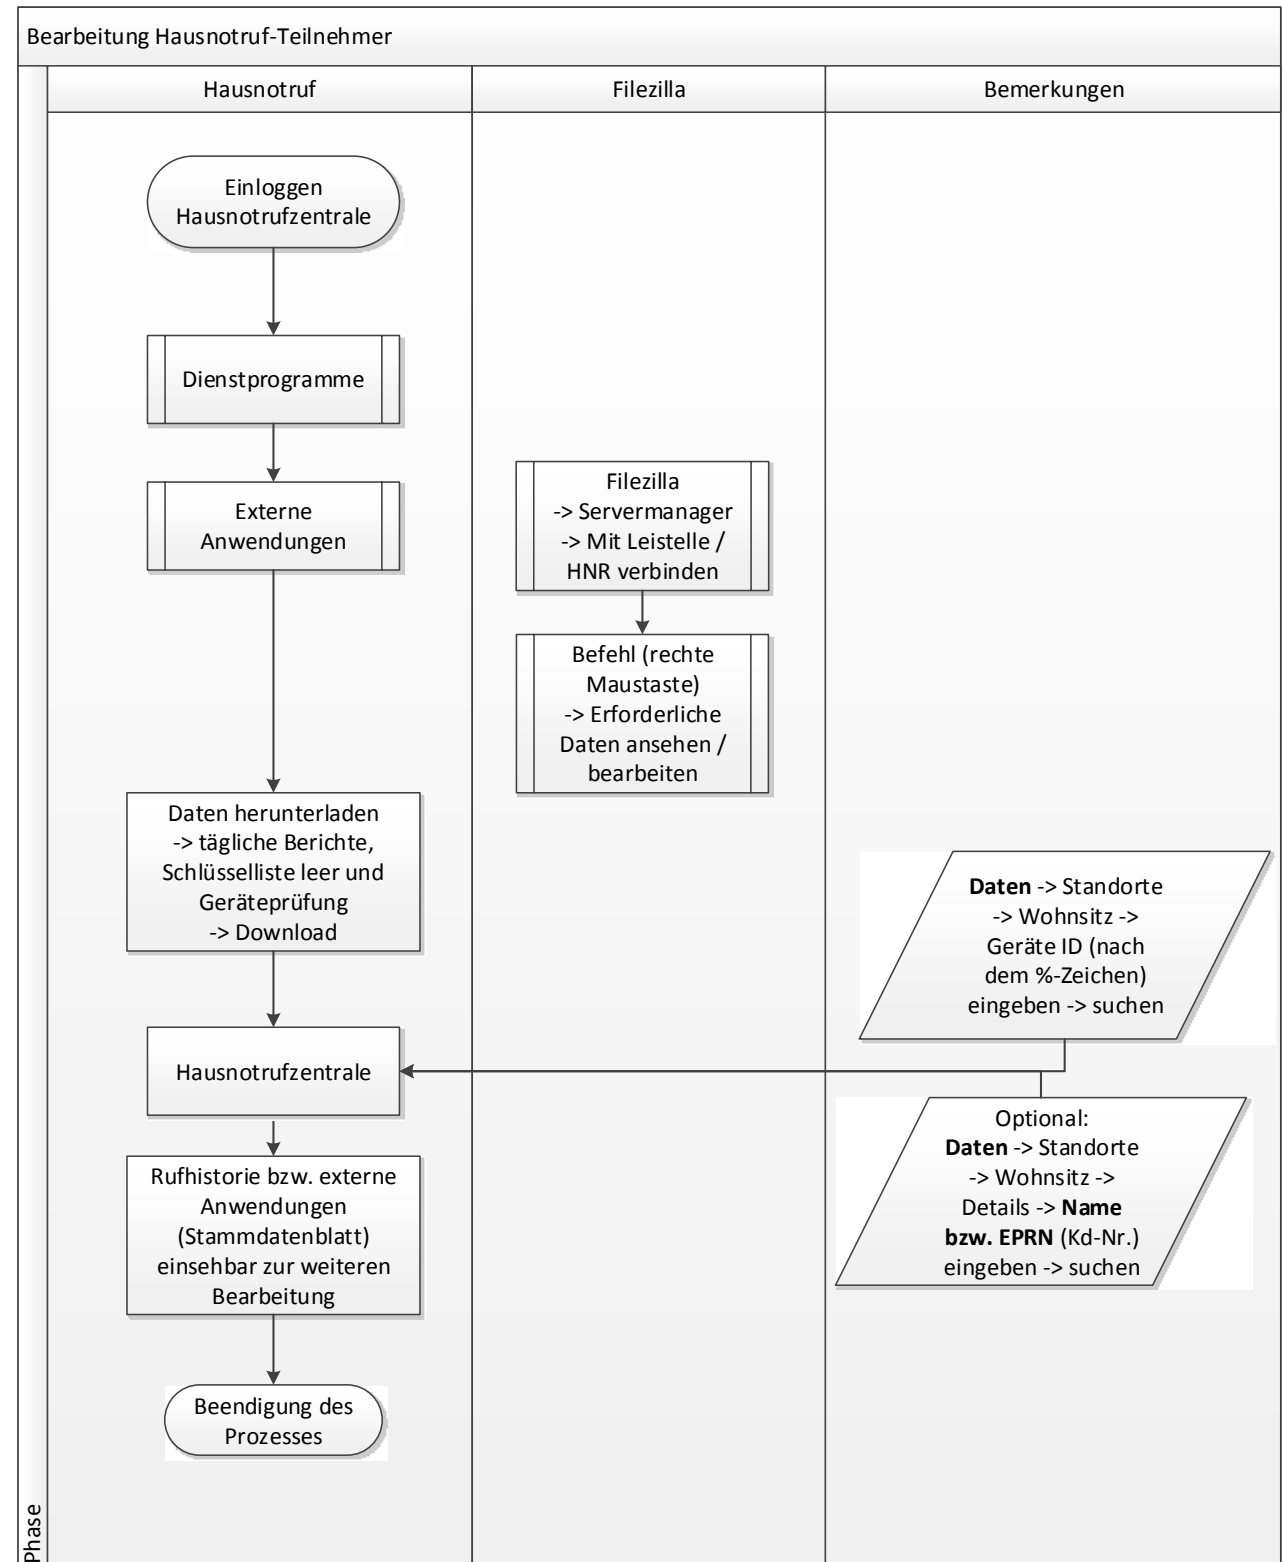 Bearbeitung Hausnotruf-Teilnehmer
Hausnotruf
Filezilla
Bemerkungen
Einloggen
Hausnotrufzentrale
Dienstprogramme
Externe
Anwendungen
Filezilla
-> Servermanager
-> Mit Leistelle /
HNR verbinden
Befehl (rechte
Maustaste)
-> Erforderliche
Daten ansehen /
bearbeiten
Daten herunterladen
-> tägliche Berichte,
Schlüsselliste leer und
Geräteprüfung
-> Download
Daten -> Standorte
-> Wohnsitz ->
Geräte ID (nach
dem %-Zeichen)
eingeben -> suchen
Hausnotrufzentrale
Optional:
Daten -> Standorte
-> Wohnsitz ->
Details -> Name
bzw. EPRN (Kd-Nr.)
eingeben -> suchen
Rufhistorie bzw. externe
Anwendungen
(Stammdatenblatt)
einsehbar zur weiteren
Bearbeitung
Beendigung des
Prozesses
Phase